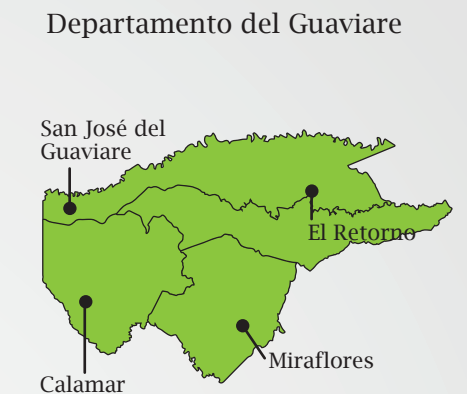 Departamento del Guaviare
San José del
Guaviare
El Retorno
Miraflores
Calamar